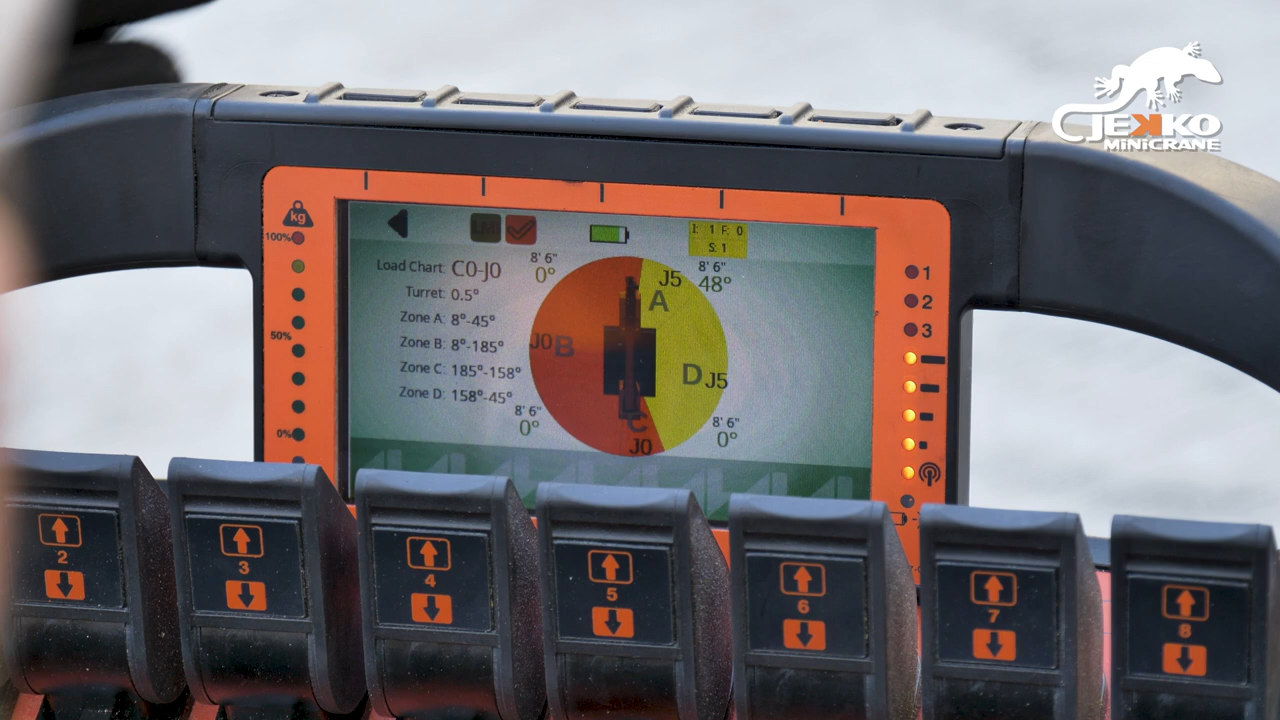 JEKKO
MINICRANE
kg
100%
50%
0%
LMI
I: 1 F: 0
S: 1
Load Chart: C0-J0
Turret: 0.5°
Zone A: 8°-45°
Zone B: 8°-185°
Zone C: 185°-158°
Zone D: 158°-45°
8' 6"
0°
8' 6"
48°
J5
A
J0 B
D J5
C
J0
8' 6"
0°
8' 6"
0°
1
2
3
2
3
4
5
6
7
8